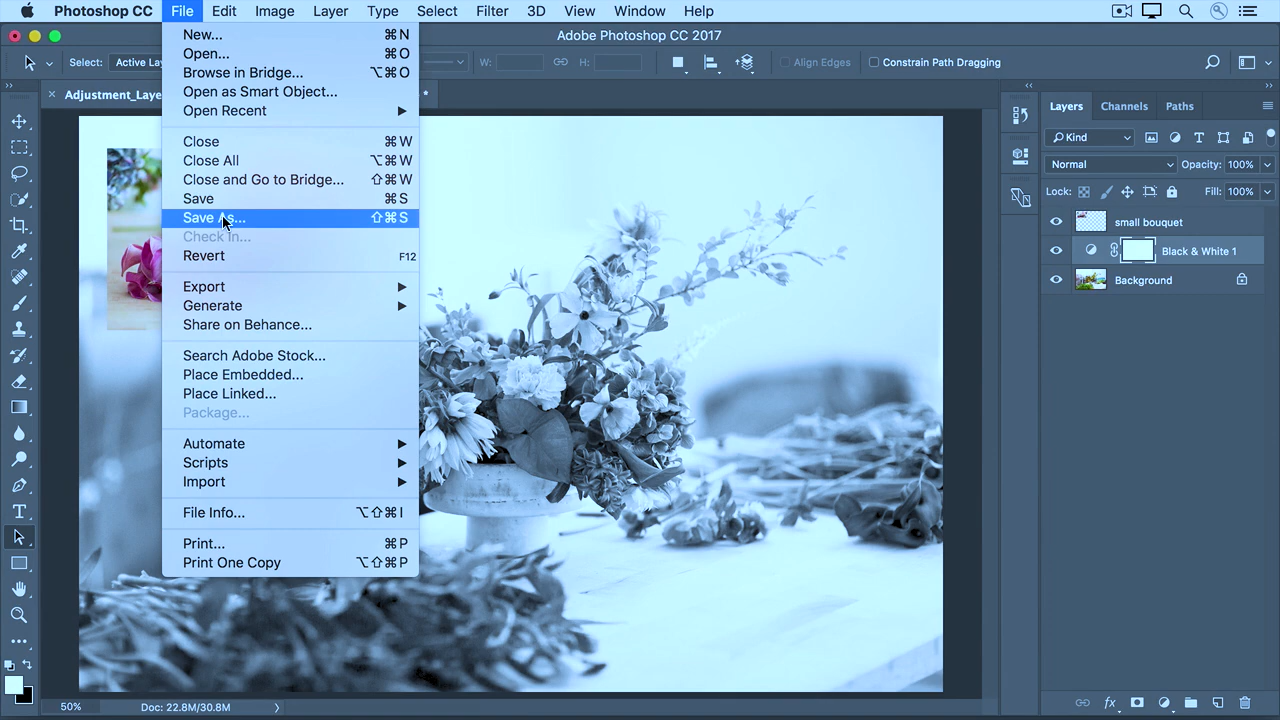 Photoshop CC File Edit Image Layer Type Select Filter 3D View Window Help
Adobe Photoshop CC 2017
Select: Active Lay W: H: Align Edges Constrain Path Dragging
Adjustment_Laye *
New... ⌘N
Open... ⌘O
Browse in Bridge... ⌥⌘O
Open as Smart Object...
Open Recent
Close ⌘W
Close All ⌥⌘W
Close and Go to Bridge... ⇧⌘W
Save ⌘S
Save As... ⇧⌘S
Check In...
Revert F12
Export
Generate
Share on Behance...
Search Adobe Stock...
Place Embedded...
Place Linked...
Package...
Automate
Scripts
Import
File Info... ⌥⇧⌘I
Print... ⌘P
Print One Copy ⌥⇧⌘P
Layers Channels Paths
Kind
Normal Opacity: 100%
Lock: Fill: 100%
small bouquet
Black & White 1
Background
50% Doc: 22.8M/30.8M